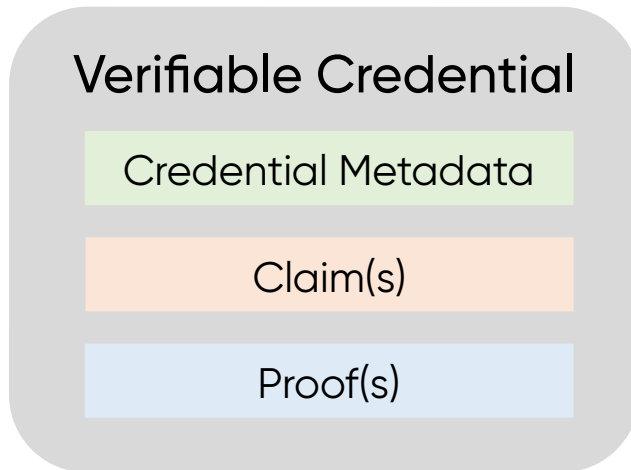 Verifiable Credential
Credential Metadata
Claim(s)
Proof(s)